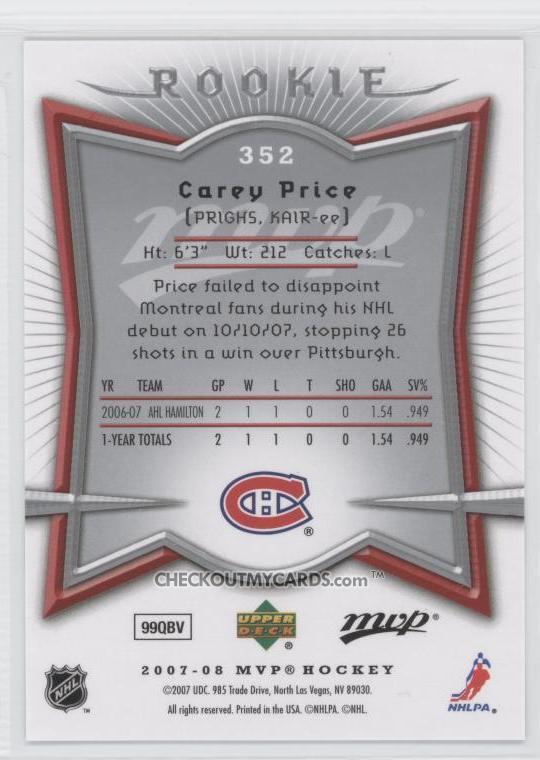 ROOKIE
352
Carey Price
(PRIGHS, KAIR-ee)
mvp®
Ht: 6'3" Wt: 212 Catches: L
Price failed to disappoint
Montreal fans during his NHL
debut on 10/10/07, stopping 26
shots in a win over Pittsburgh.
YR TEAM GP W L T SHO GAA SV%
2006-07 AHL HAMILTON 2 1 1 0 0 1.54 .949
1-YEAR TOTALS 2 1 1 0 0 1.54 .949
CH®
CHECKOUTMYCARDS.com™
99QBV UPPER DECK® mvp®
2007-08 MVP® HOCKEY
©2007 UDC. 985 Trade Drive, North Las Vegas, NV 89030.
All rights reserved. Printed in the USA. ©NHLPA. ©NHL.
NHL™ NHLPA®